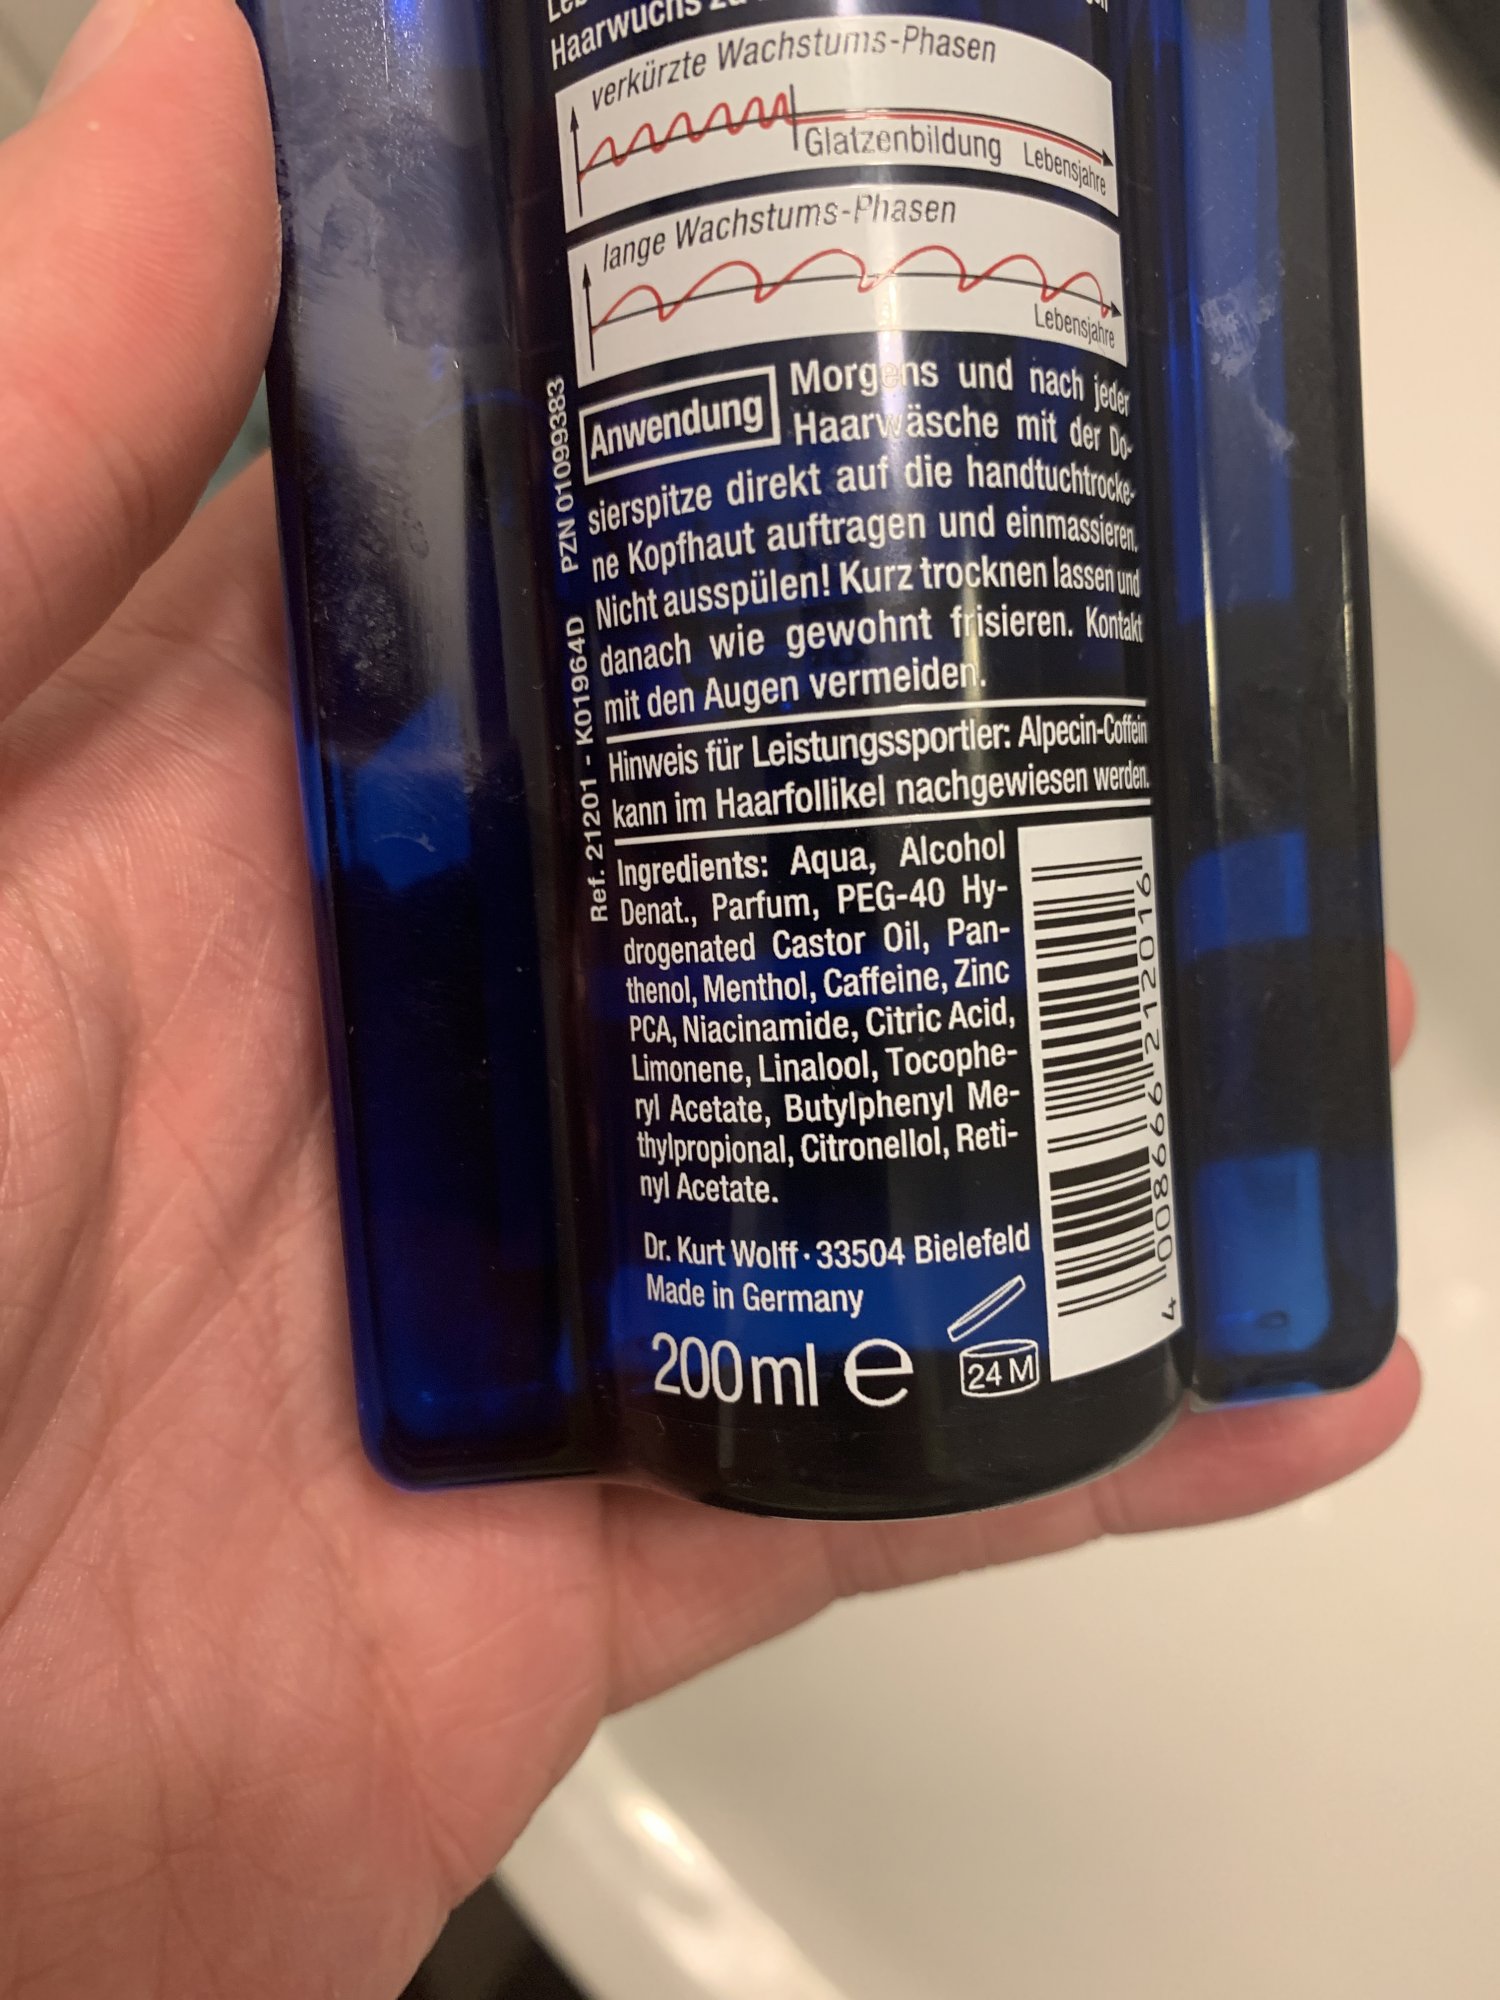 Haarwuchs
verkürzte Wachstums-Phasen
Glatzenbildung
Lebensjahre
lange Wachstums-Phasen
Lebensjahre
Anwendung
Morgens und nach jeder
Haarwäsche mit der Do-
sierspitze direkt auf die handtuchtrocke-
ne Kopfhaut auftragen und einmassieren.
Nicht ausspülen! Kurz trocknen lassen und
danach wie gewohnt frisieren. Kontakt
mit den Augen vermeiden.
Hinweis für Leistungssportler: Alpecin-Coffein
kann im Haarfollikel nachgewiesen werden.
Ref. 21201 - K01964D PZN 01099383
Ingredients: Aqua, Alcohol
Denat., Parfum, PEG-40 Hy-
drogenated Castor Oil, Pan-
thenol, Menthol, Caffeine, Zinc
PCA, Niacinamide, Citric Acid,
Limonene, Linalool, Tocophe-
ryl Acetate, Butylphenyl Me-
thylpropional, Citronellol, Reti-
nyl Acetate.
Dr. Kurt Wolff · 33504 Bielefeld
Made in Germany
200 ml e
24 M
4 008666 212016